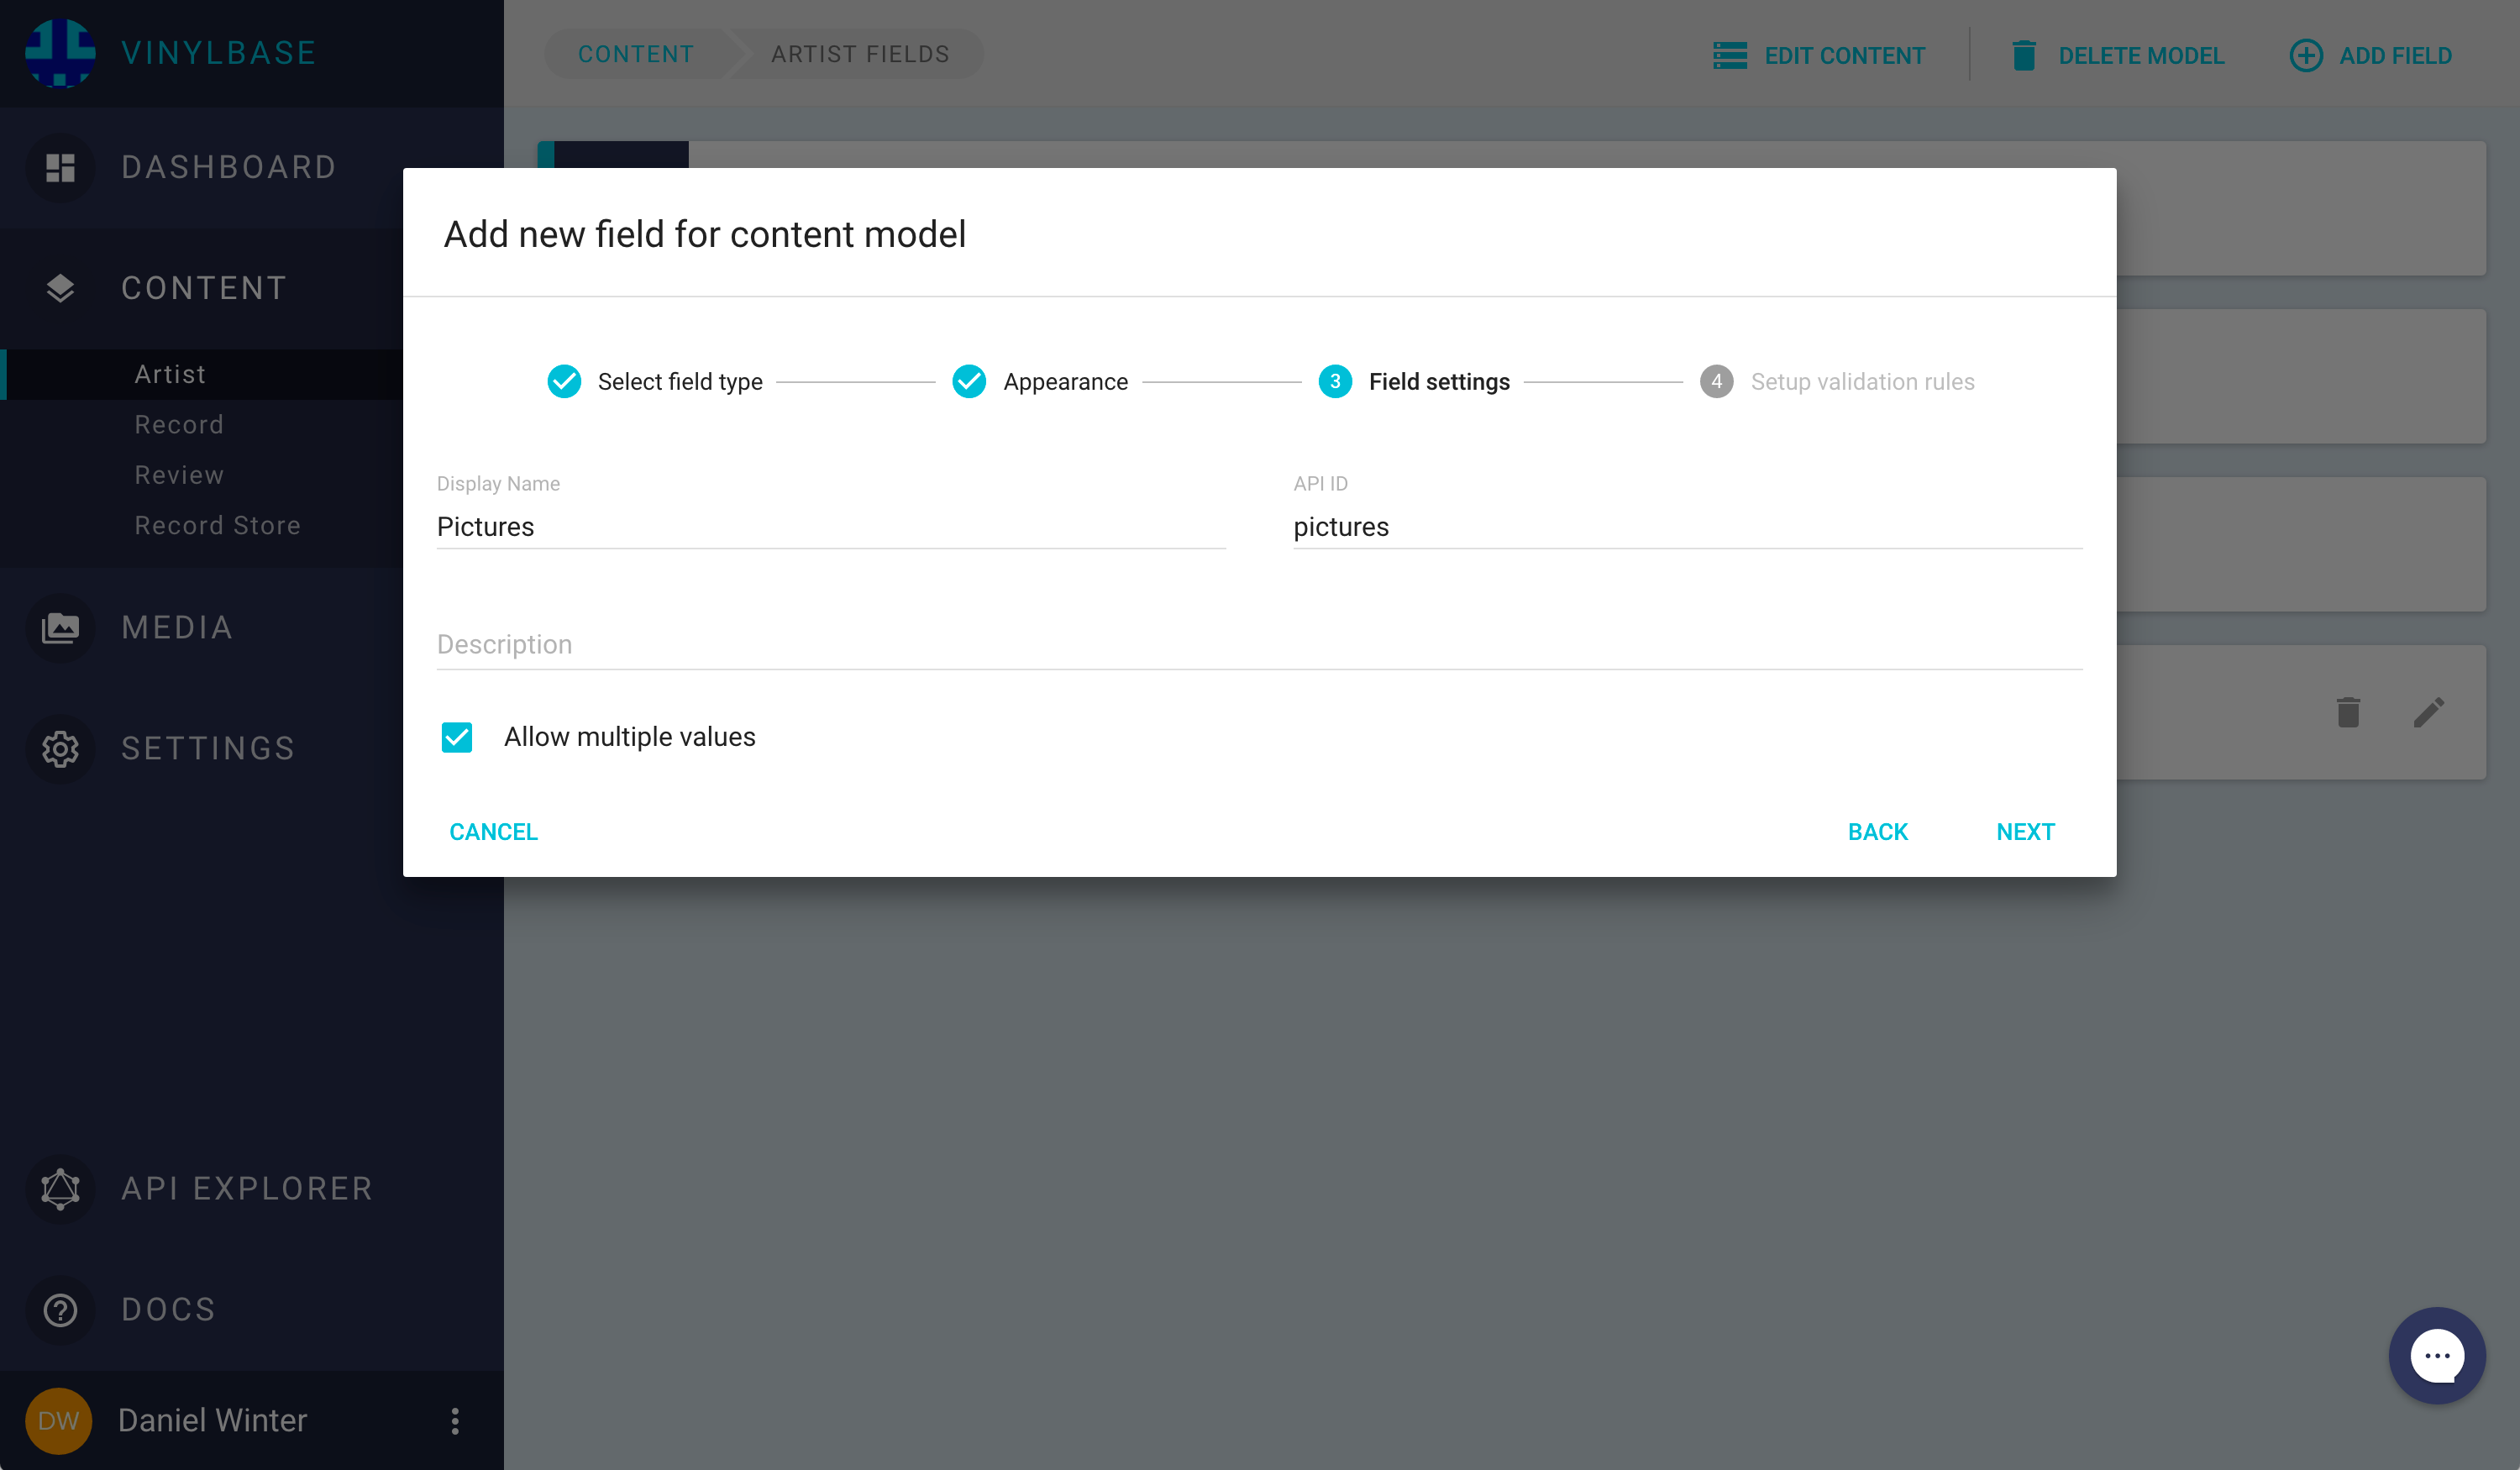 VINYLBASE
CONTENT
ARTIST FIELDS
EDIT CONTENT
DELETE MODEL
ADD FIELD
DASHBOARD
CONTENT
Artist
Record
Review
Record Store
MEDIA
SETTINGS
API EXPLORER
DOCS
DW
Daniel Winter
Add new field for content model
Select field type
Appearance
3 Field settings
4 Setup validation rules
Display Name
Pictures
API ID
pictures
Description
Allow multiple values
CANCEL
BACK
NEXT